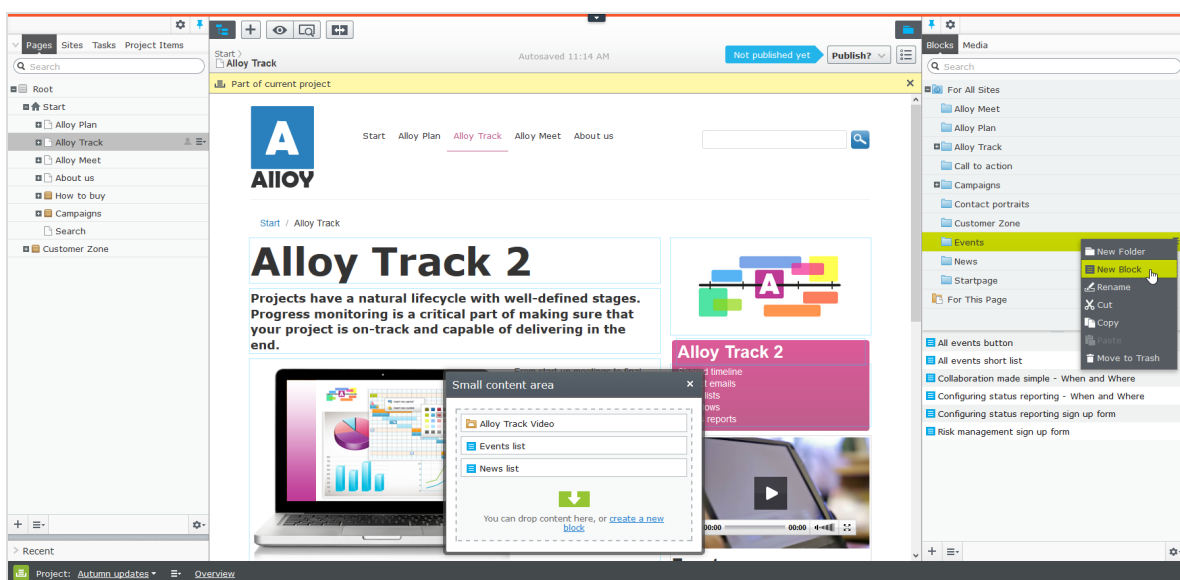 Pages Sites Tasks Project Items
Search
Root
Start
Alloy Plan
Alloy Track
Alloy Meet
About us
How to buy
Campaigns
Search
Customer Zone
Recent
Start >
Alloy Track
Autosaved 11:14 AM
Not published yet
Publish?
Part of current project
A
Alloy
Start Alloy Plan Alloy Track Alloy Meet About us
Start / Alloy Track
Alloy Track 2
Projects have a natural lifecycle with well-defined stages.
Progress monitoring is a critical part of making sure that
your project is on-track and capable of delivering in the
end.
A
Alloy Track 2
timeline
emails
lists
reports
00:00 00:00
Small content area
Alloy Track Video
Events list
News list
You can drop content here, or create a new
block
Blocks Media
Search
For All Sites
Alloy Meet
Alloy Plan
Alloy Track
Call to action
Campaigns
Contact portraits
Customer Zone
Events
News
Startpage
For This Page
New Folder
New Block
Rename
Cut
Copy
Paste
Move to Trash
All events button
All events short list
Collaboration made simple - When and Where
Configuring status reporting - When and Where
Configuring status reporting sign up form
Risk management sign up form
Project: Autumn updates Overview